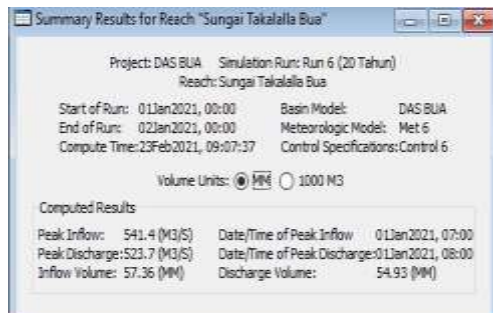 Summary Results for Reach "Sungai Takalalla Bua"
Project: DAS BUA Simulation Run: Run 6 (20 Tahun)
Reach: Sungai Takalalla Bua
Start of Run: 01Jan2021, 00:00 Basin Model: DAS BUA
End of Run: 02Jan2021, 00:00 Meteorologic Model: Met 6
Compute Time:23Feb2021, 09:07:37 Control Specifications:Control 6
Volume Units: MM 1000 M3
Computed Results
Peak Inflow: 541.4 (M3/S) Date/Time of Peak Inflow 01Jan2021, 07:00
Peak Discharge:523.7 (M3/S) Date/Time of Peak Discharge:01Jan2021, 08:00
Inflow Volume: 57.36 (MM) Discharge Volume: 54.93 (MM)